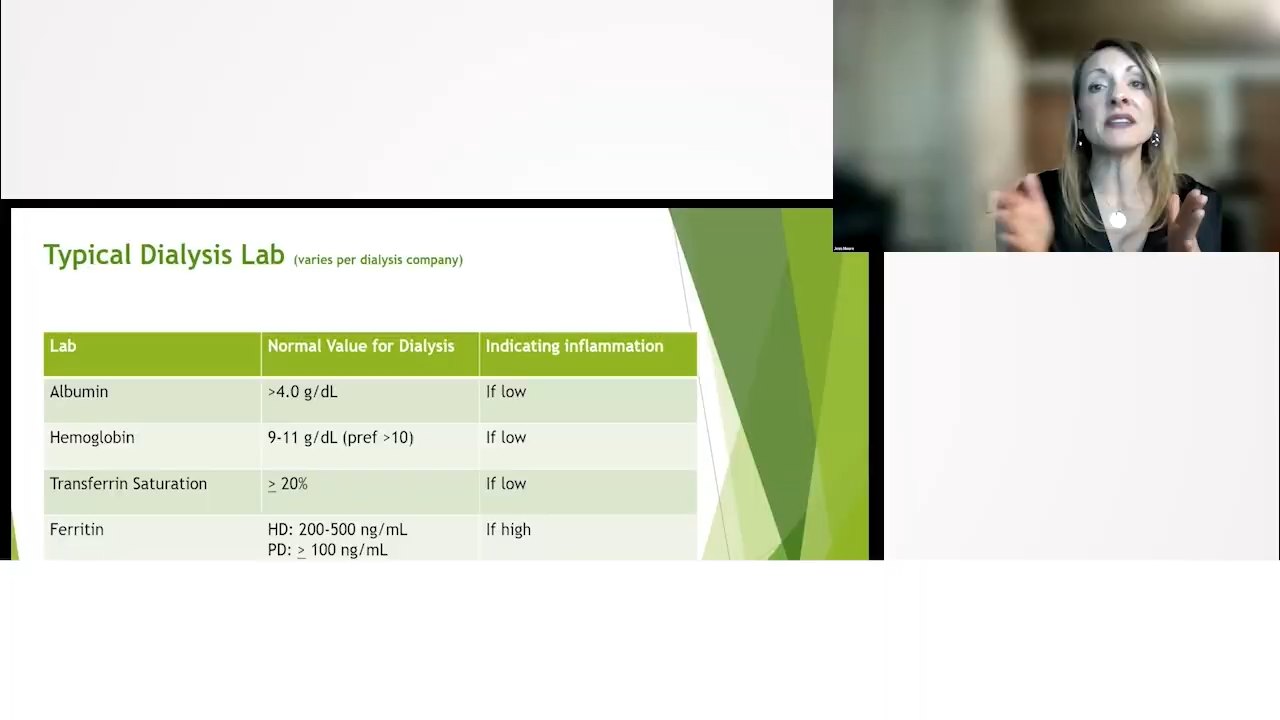 Typical Dialysis Lab (varies per dialysis company)
Lab Normal Value for Dialysis Indicating inflammation
Albumin >4.0 g/dL If low
Hemoglobin 9-11 g/dL (pref >10) If low
Transferrin Saturation ≥ 20% If low
Ferritin HD: 200-500 ng/mL If high
PD: ≥ 100 ng/mL